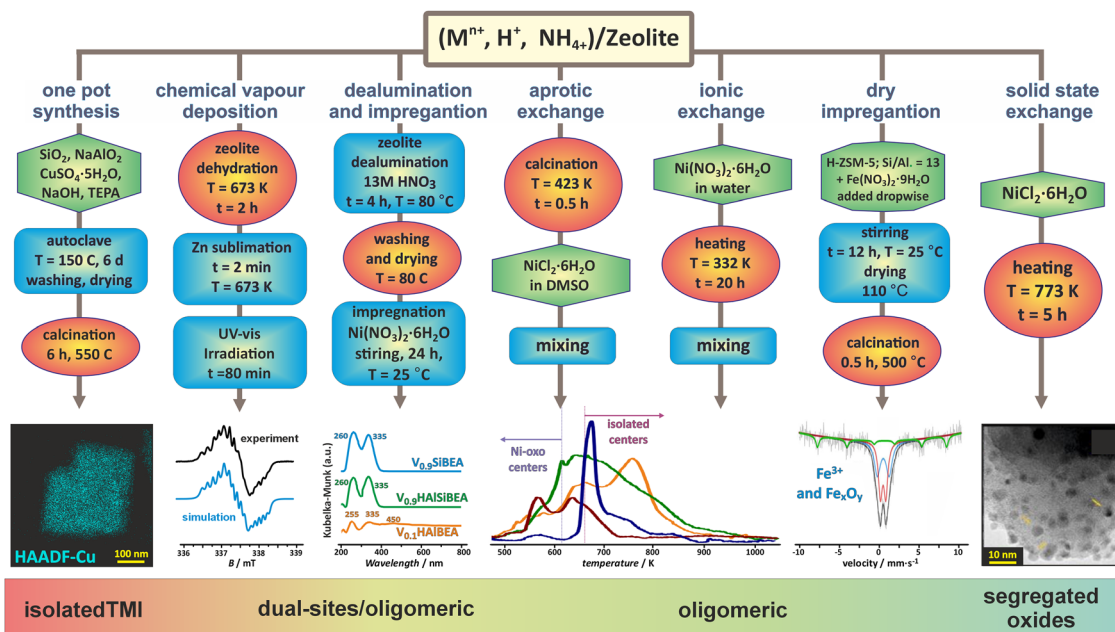 (Mⁿ⁺, H⁺, NH₄₊)/Zeolite
one pot
synthesis
SiO₂, NaAlO₂
CuSO₄·5H₂O,
NaOH, TEPA
autoclave
T = 150 C, 6 d
washing, drying
calcination
6 h, 550 C
HAADF-Cu
100 nm
chemical vapour
deposition
zeolite
dehydration
T = 673 K
t = 2 h
Zn sublimation
t = 2 min
T = 673 K
UV-vis
Irradiation
t =80 min
experiment
simulation
336 337 338 339
B / mT
dealumination
and impregantion
zeolite
dealumination
13M HNO₃
t = 4 h, T = 80 °C
washing
and drying
T = 80 C
impregnation
Ni(NO₃)₂·6H₂O
stiring, 24 h,
T = 25 °C
Kubelka-Munk (a.u.)
260 335
V₀.₉SiBEA
260 335
V₀.₉HAlSiBEA
255 335 450
V₀.₁HAlBEA
200 400 600 800
Wavelength / nm
aprotic
exchange
calcination
T = 423 K
t = 0.5 h
NiCl₂·6H₂O
in DMSO
mixing
ionic
exchange
Ni(NO₃)₂·6H₂O
in water
heating
T = 332 K
t = 20 h
mixing
isolated
centers
Ni-oxo
centers
500 600 700 800 900 1000
temperature / K
dry
impregantion
H-ZSM-5; Si/Al. = 13
+ Fe(NO₃)₂·9H₂O
added dropwise
stirring
t = 12 h, T = 25 °C
drying
110 °C
calcination
0.5 h, 500 °C
Fe³⁺
and FeₓOᵧ
-10 -5 0 5 10
velocity / mm·s⁻¹
solid state
exchange
NiCl₂·6H₂O
heating
T = 773 K
t = 5 h
10 nm
isolatedTMI
dual-sites/oligomeric
oligomeric
segregated
oxides